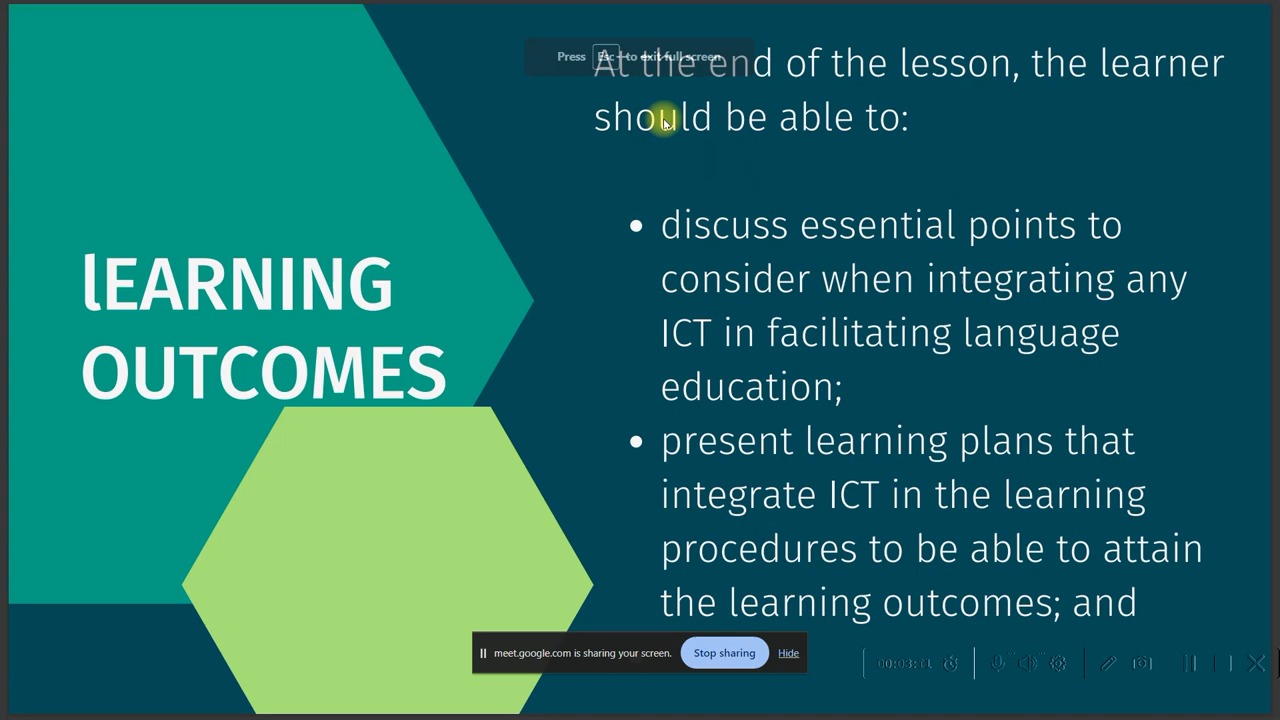 Press Esc to exit full screen
At the end of the lesson, the learner
should be able to:
lEARNING
OUTCOMES
• discuss essential points to
consider when integrating any
ICT in facilitating language
education;
• present learning plans that
integrate ICT in the learning
procedures to be able to attain
the learning outcomes; and
meet.google.com is sharing your screen. Stop sharing Hide